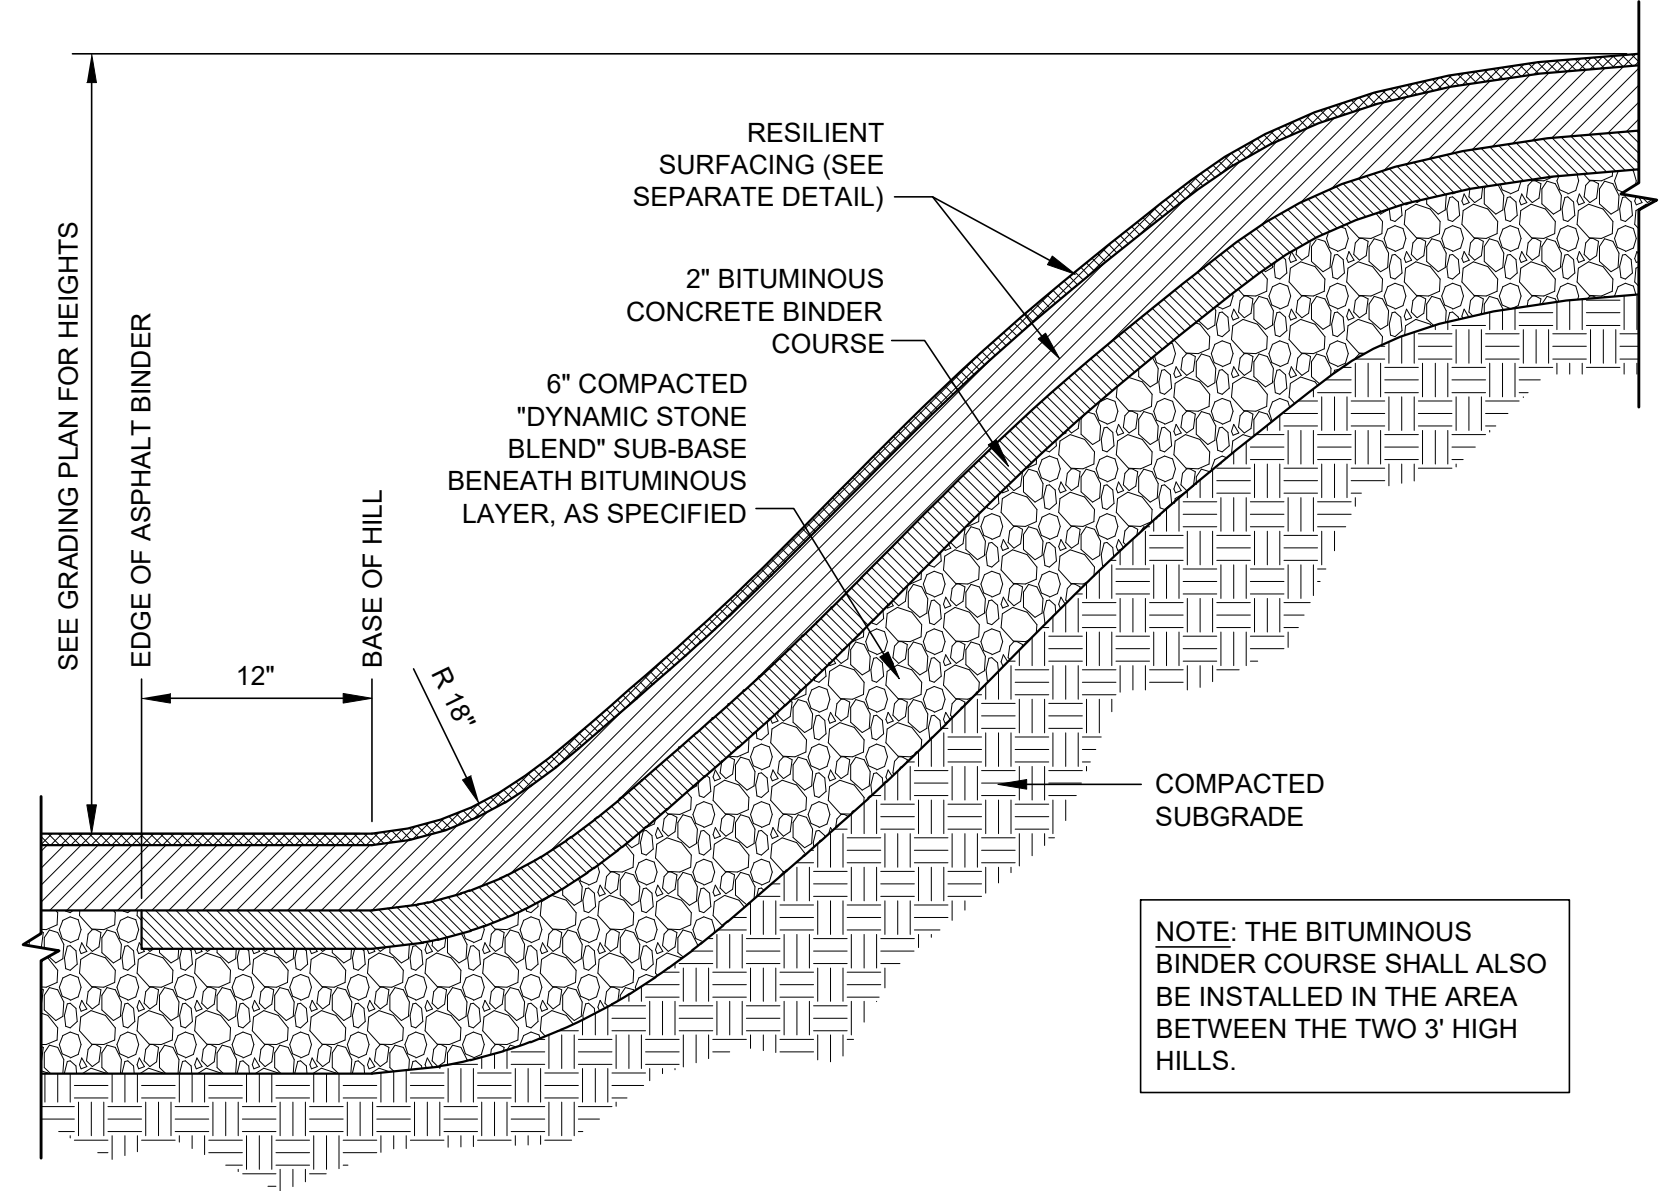 RESILIENT
SURFACING (SEE
SEPARATE DETAIL)
2" BITUMINOUS
CONCRETE BINDER
COURSE
6" COMPACTED
"DYNAMIC STONE
BLEND" SUB-BASE
BENEATH BITUMINOUS
LAYER, AS SPECIFIED
SEE GRADING PLAN FOR HEIGHTS
EDGE OF ASPHALT BINDER
BASE OF HILL
12"
R 18"
COMPACTED
SUBGRADE
NOTE: THE BITUMINOUS
BINDER COURSE SHALL ALSO
BE INSTALLED IN THE AREA
BETWEEN THE TWO 3' HIGH
HILLS.